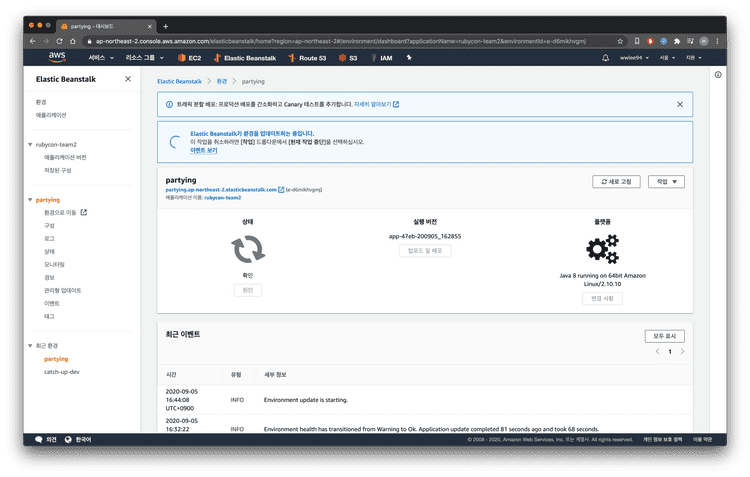 partying - 대시보드
ap-northeast-2.console.aws.amazon.com/elasticbeanstalk/home?region=ap-northeast-2#/environment/dashboard?applicationName=rubycon-team2&environmentId=e-d6mikhvgmj
aws 서비스 리소스 그룹 EC2 Elastic Beanstalk Route 53 S3 IAM wwlee94 서울 지원
Elastic Beanstalk
환경
애플리케이션
rubycon-team2
애플리케이션 버전
저장된 구성
partying
환경으로 이동
구성
로그
상태
모니터링
경보
관리형 업데이트
이벤트
태그
최근 환경
partying
catch-up-dev
Elastic Beanstalk 환경 partying
트래픽 분할 배포: 프로덕션 배포를 간소화하고 Canary 테스트를 추가합니다. 자세히 알아보기
Elastic Beanstalk가 환경을 업데이트하는 중입니다.
이 작업을 취소하려면 [작업] 드롭다운에서 [현재 작업 중단]을 선택하십시오.
이벤트 보기
partying
새로 고침 작업
partying.ap-northeast-2.elasticbeanstalk.com (e-d6mikhvgmj)
애플리케이션 이름: rubycon-team2
상태
확인
원인
실행 버전
app-47eb-200905_162855
업로드 및 배포
플랫폼
Java 8 running on 64bit Amazon
Linux/2.10.10
변경 사항
최근 이벤트
모두 표시
1
시간 유형 세부 정보
2020-09-05
16:44:08
UTC+0900
INFO Environment update is starting.
2020-09-05
16:32:22
INFO Environment health has transitioned from Warning to Ok. Application update completed 81 seconds ago and took 68 seconds.
의견 한국어 © 2008 - 2020, Amazon Web Services, Inc. 또는 계열사. All rights reserved. 개인 정보 보호 정책 이용 약관